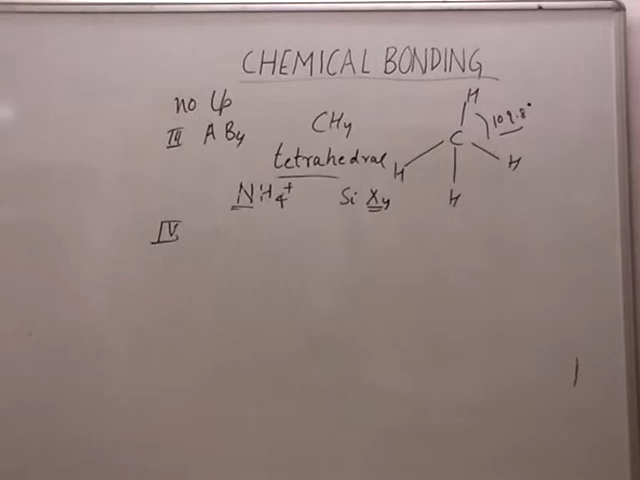 CHEMICAL BONDING
no lp
III AB4 CH4
tetrahedral
H
109.8°
C
H H
H
NH4+ SiX4
IV